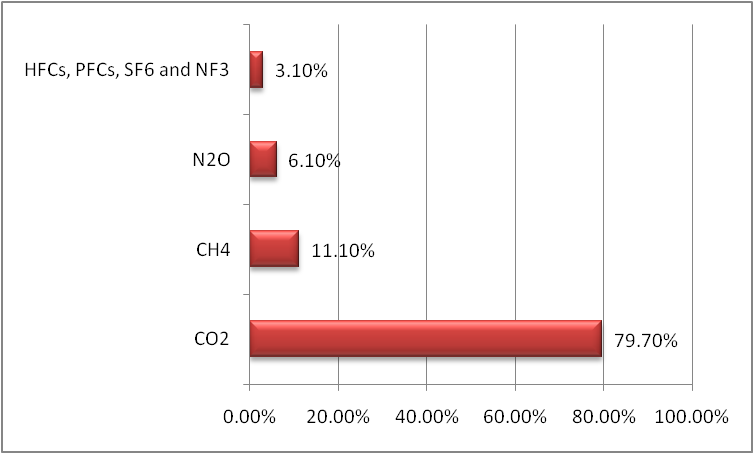 HFCs, PFCs, SF6 and NF3
3.10%
N2O
6.10%
CH4
11.10%
CO2
79.70%
0.00% 20.00% 40.00% 60.00% 80.00% 100.00%